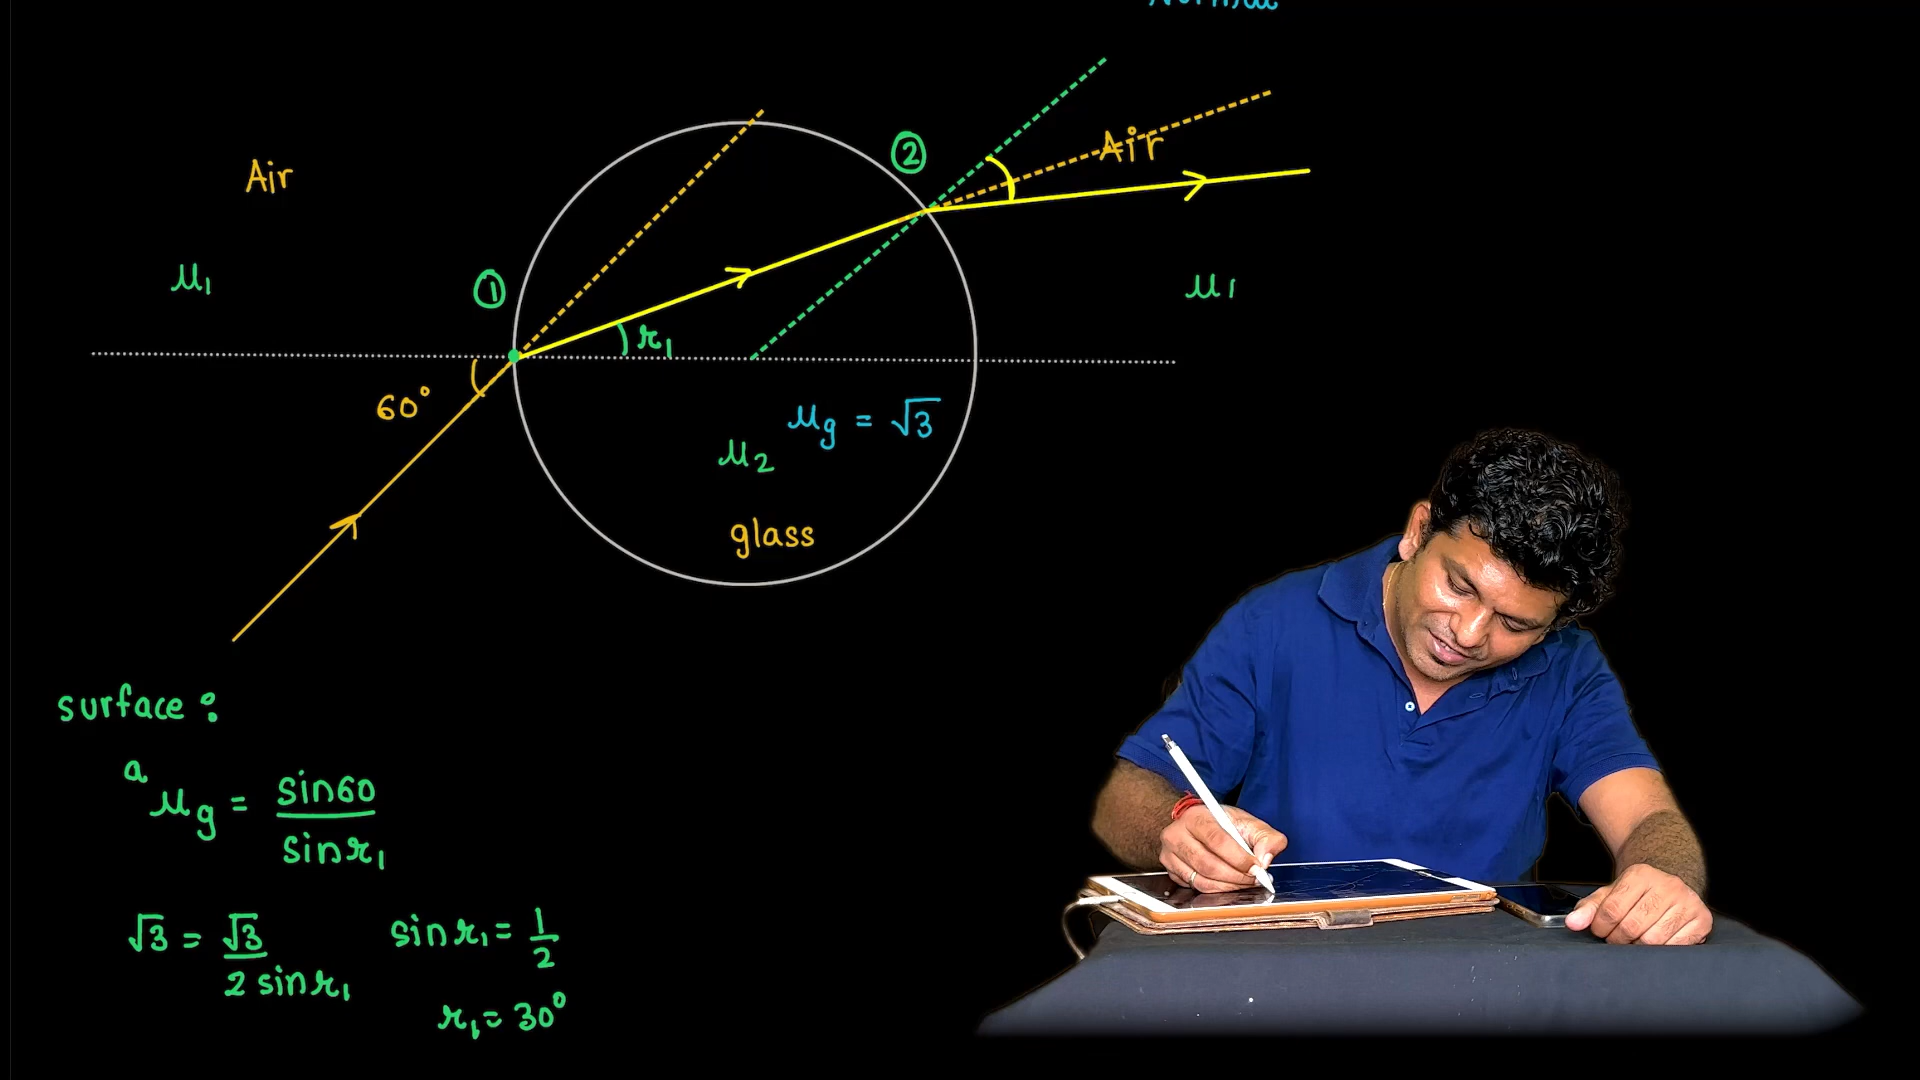 Normal
②
Air
Air
μ₁
①
μ₁
r₁
60°
μg = √3
μ₂
glass
surface :
ᵃμg = sin60 / sinr₁
√3 = √3 / 2 sinr₁
sinr₁ = 1/2
r₁ = 30°